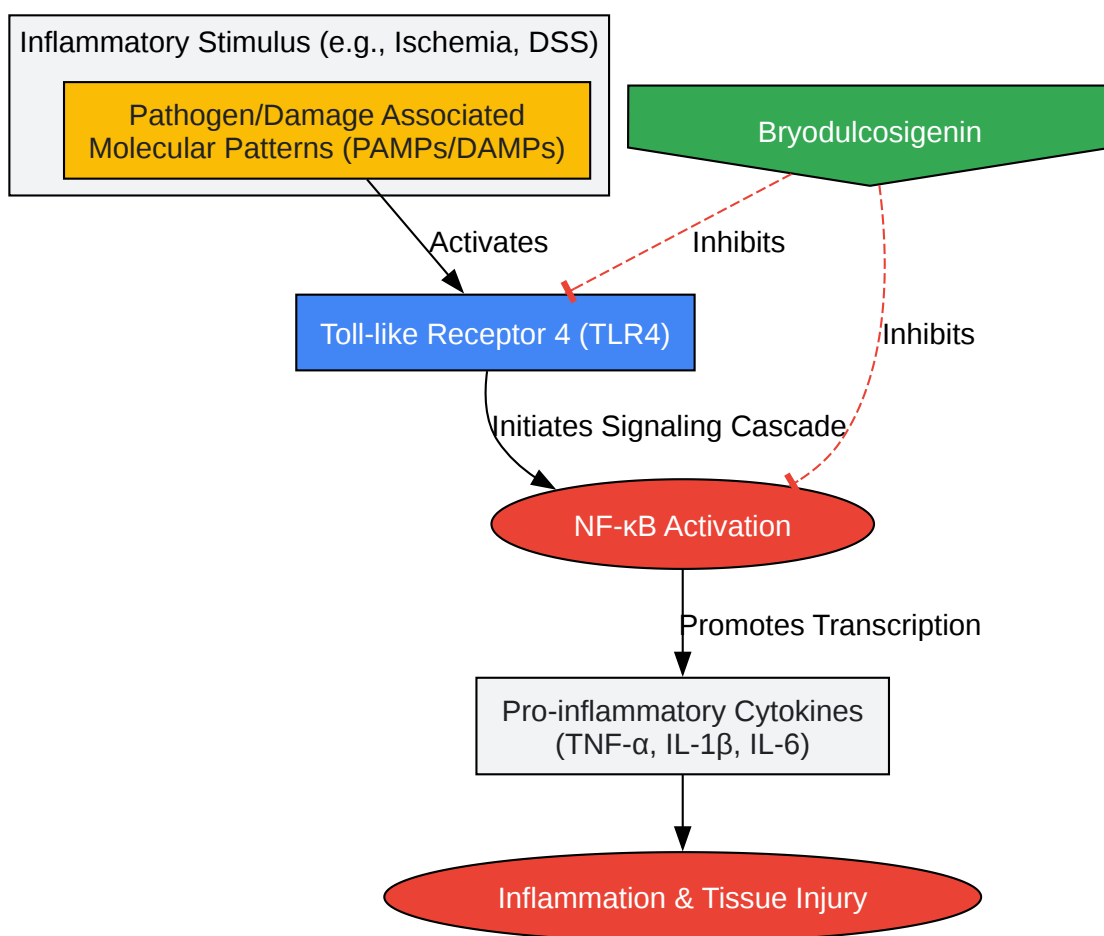 Inflammatory Stimulus (e.g., Ischemia, DSS)
Pathogen/Damage Associated
Molecular Patterns (PAMPs/DAMPs)
Bryodulcosigenin
Activates
Inhibits
Toll-like Receptor 4 (TLR4)
Inhibits
Initiates Signaling Cascade
NF-κB Activation
Promotes Transcription
Pro-inflammatory Cytokines
(TNF-α, IL-1β, IL-6)
Inflammation & Tissue Injury